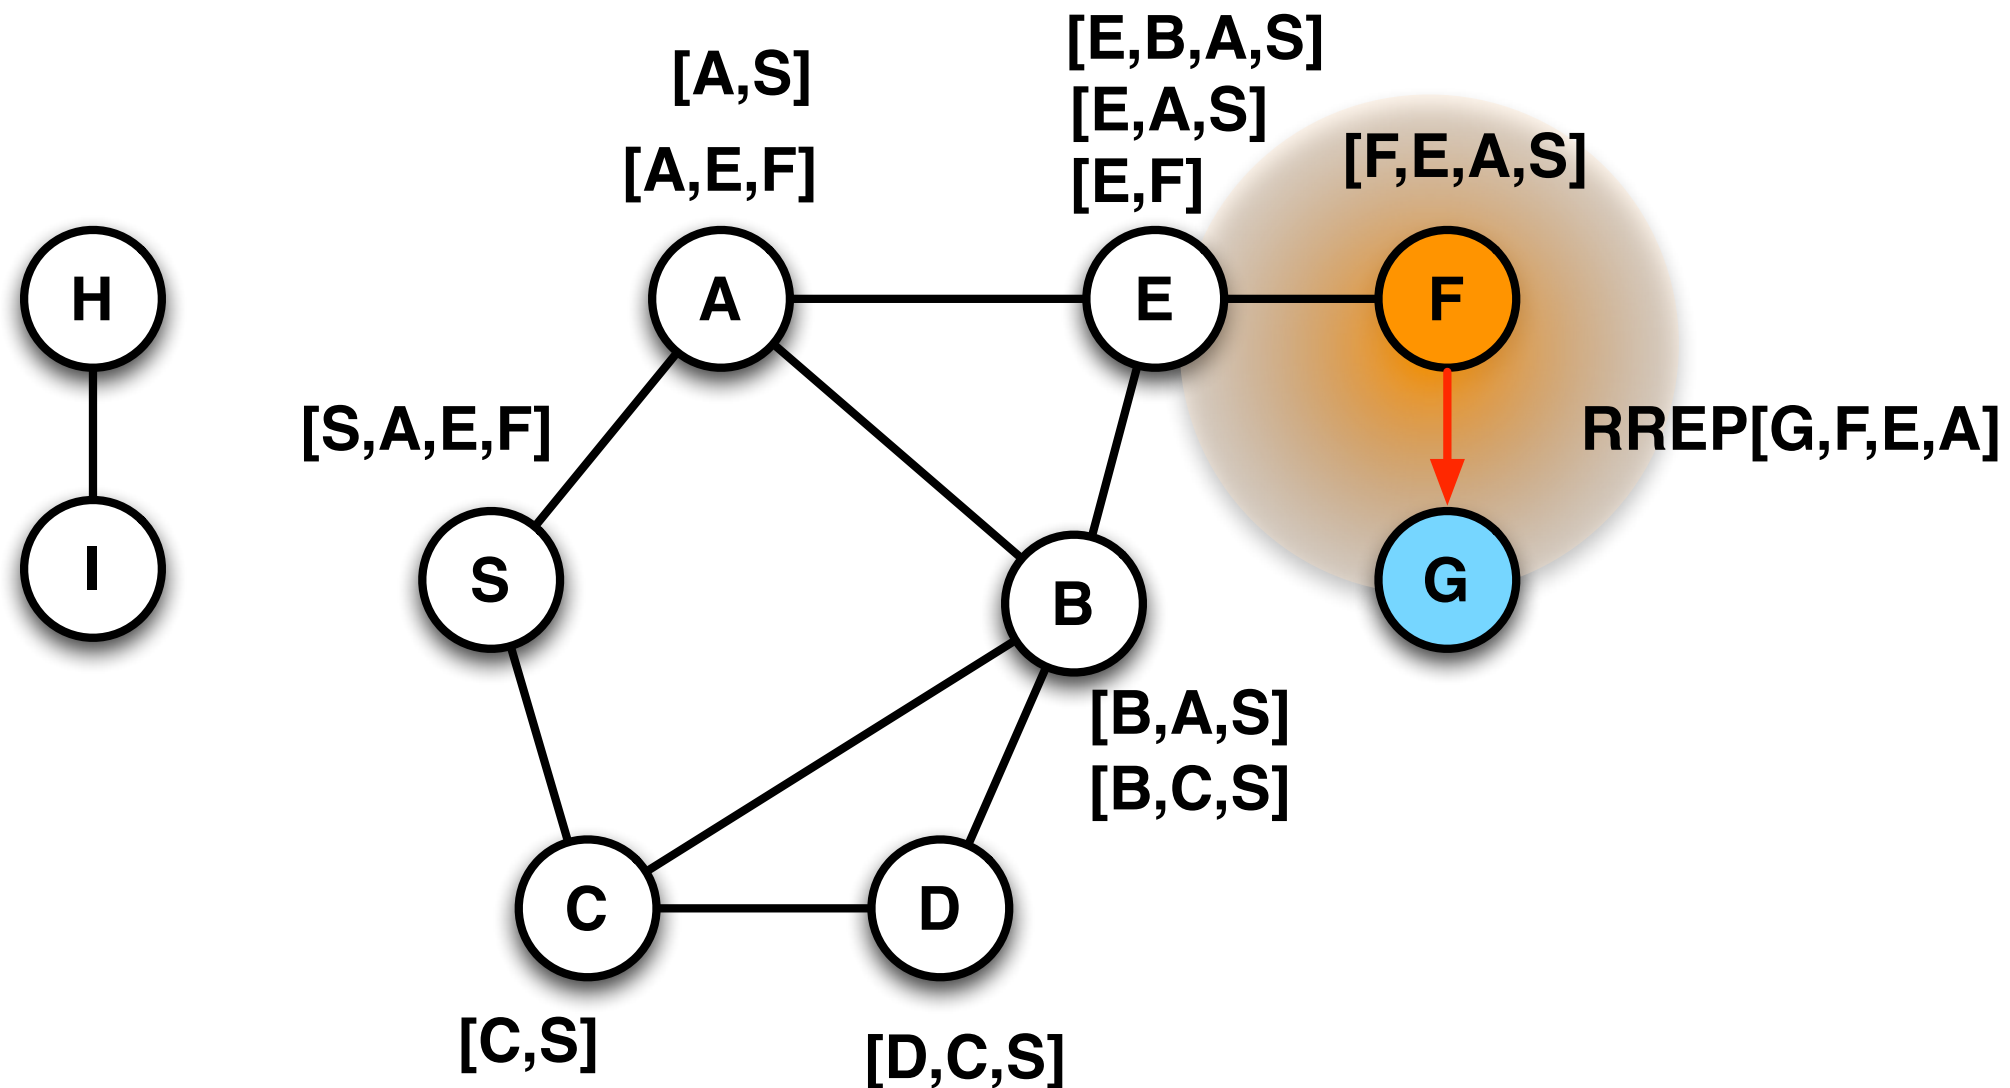 [E,B,A,S]
[A,S]
[E,A,S]
[F,E,A,S]
[A,E,F]
[E,F]
H
A
E
F
[S,A,E,F]
RREP[G,F,E,A]
I
S
B
G
[B,A,S]
[B,C,S]
C
D
[C,S]
[D,C,S]